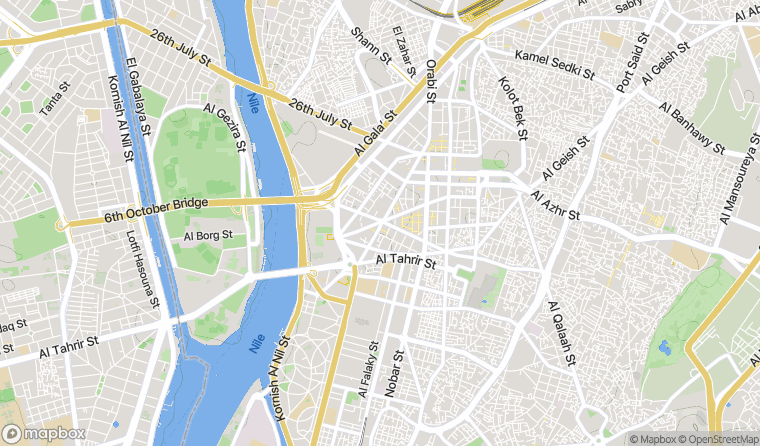 Sabry
Al Geish St
Port Said St
26th July St
Shann St
El Zahar St
Orabi St
Kamel Sedki St
Tanta St
El Gabalaya St
Kornish Al Nil St
Nile
26th July St
Al Gala' St
Kolot Bek St
Al Banhawy St
Al Gezira St
Al Geish St
Al Mansoureya St
6th October Bridge
Al Azhr St
Al Borg St
Lotfi Hasouna St
Al Tahrir St
Al Qalaah St
Al Tahrir St
Nile
Kornish Al Nil St
Al Falaky St
Nobar St
mapbox
© Mapbox © OpenStreetMap